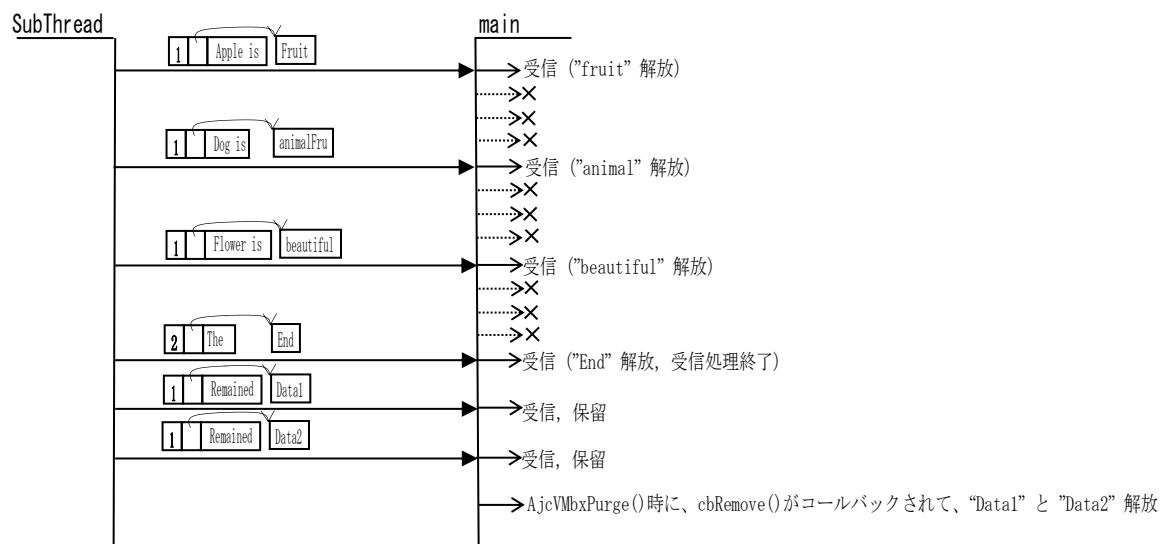 SubThread
main
1 Apple is Fruit
受信 ("fruit" 解放)
×
×
1 Dog is animalFru
×
受信 ("animal" 解放)
×
×
1 Flower is beautiful
×
受信 ("beautiful" 解放)
×
×
2 The End
×
受信 ("End" 解放, 受信処理終了)
1 Remained Data1
受信, 保留
1 Remained Data2
受信, 保留
AjcVMbxPurge()時に、cbRemove()がコールバックされて、“Data1” と ”Data2” 解放